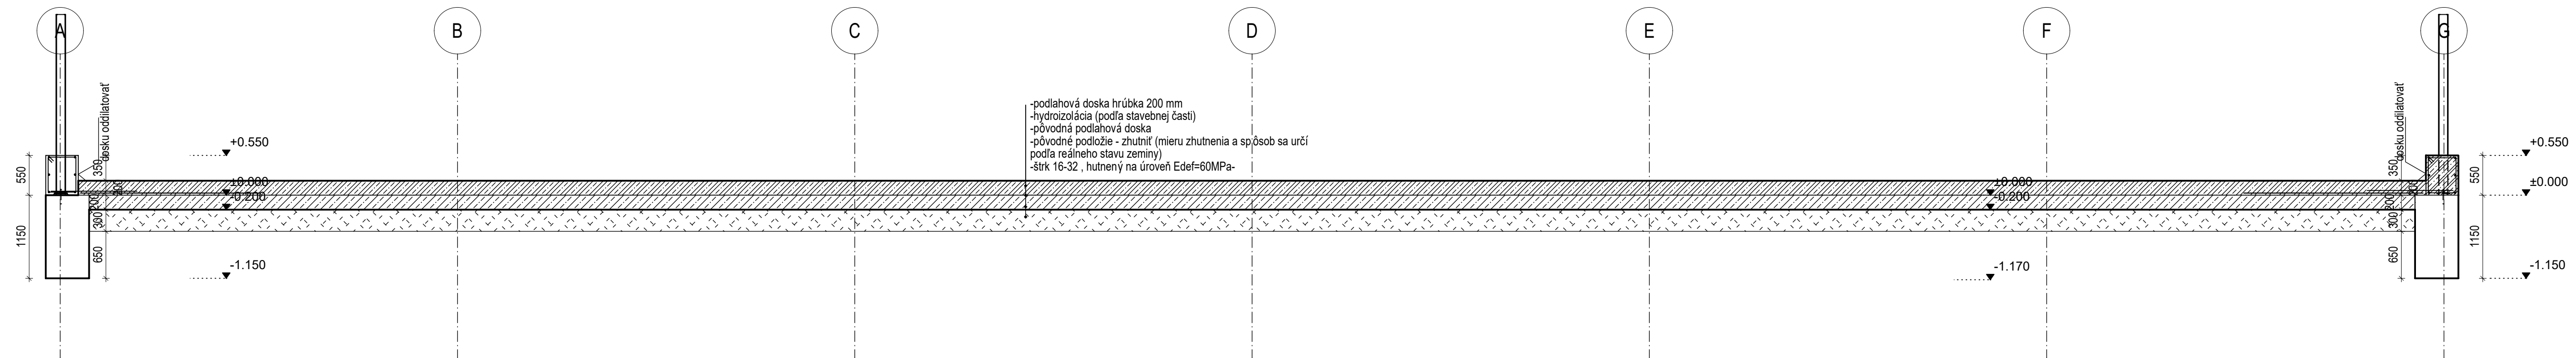 A
B
C
D
E
F
G
dosku oddilatovať
dosku oddilatovať
-podlahová doska hrúbka 200 mm
-hydroizolácia (podľa stavebnej časti)
-pôvodná podlahová doska
-pôvodné podložie - zhutniť (mieru zhutnenia a spôsob sa určí
podľa reálneho stavu zeminy)
-štrk 16-32 , hutnený na úroveň Edef=60MPa-
+0.550
±0.000
-0.200
-1.150
±0.000
-0.200
-1.170
+0.550
±0.000
-1.150
550
1150
350
200
200
300
650
350
200
200
300
650
550
1150